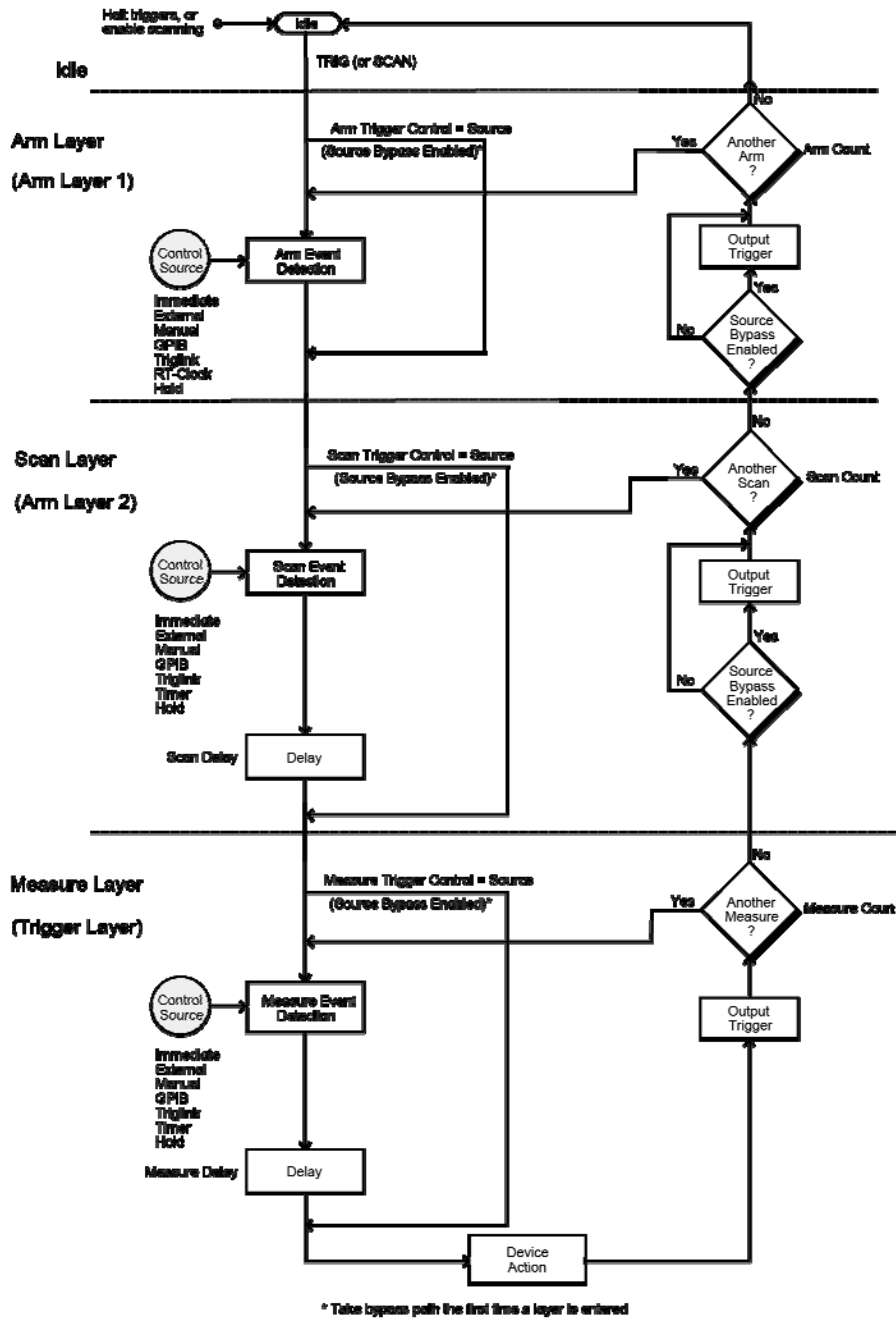 Halt triggers, or
enable scanning
Idle
TRIG (or SCAN)
Idle
No
Arm Layer
(Arm Layer 1)
Arm Trigger Control = Source
(Source Bypass Enabled)*
Yes
Another
Arm
?
Arm Count
Control
Source
Arm Event
Detection
Output
Trigger
Immediate
External
Manual
GPIB
Triglink
RT-Clock
Hold
Yes
No
Source
Bypass
Enabled
?
No
Scan Layer
(Arm Layer 2)
Scan Trigger Control = Source
(Source Bypass Enabled)*
Yes
Another
Scan
?
Scan Count
Control
Source
Scan Event
Detection
Output
Trigger
Immediate
External
Manual
GPIB
Triglink
Timer
Hold
Yes
No
Source
Bypass
Enabled
?
Scan Delay
Delay
No
Measure Layer
(Trigger Layer)
Measure Trigger Control = Source
(Source Bypass Enabled)*
Yes
Another
Measure
?
Measure Count
Control
Source
Measure Event
Detection
Output
Trigger
Immediate
External
Manual
GPIB
Triglink
Timer
Hold
Measure Delay
Delay
Device
Action
* Take bypass path the first time a layer is entered